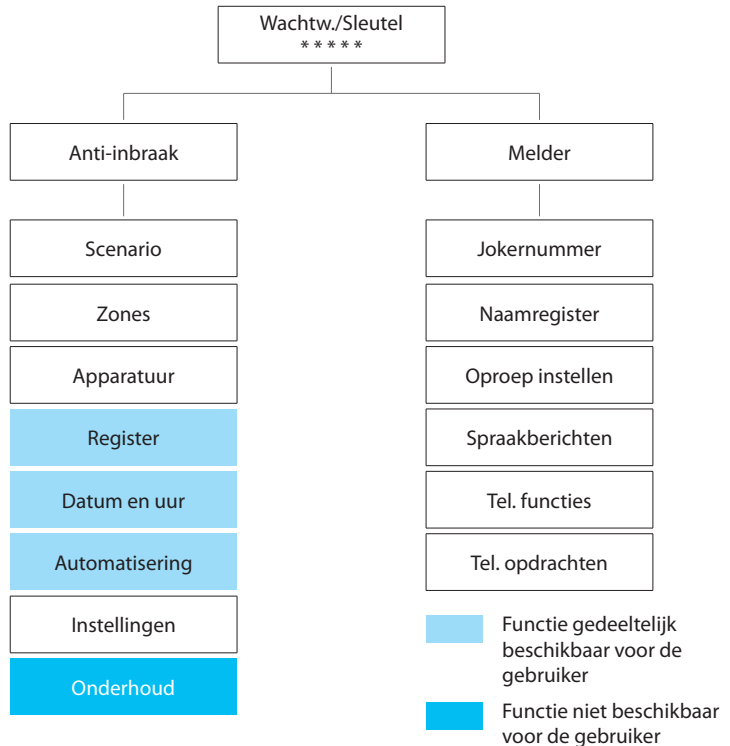 Wachtw./Sleutel
* * * * *
Anti-inbraak
Melder
Scenario
Jokernummer
Zones
Naamregister
Apparatuur
Oproep instellen
Register
Spraakberichten
Datum en uur
Tel. functies
Automatisering
Tel. opdrachten
Instellingen
Onderhoud
Functie gedeeltelijk
beschikbaar voor de
gebruiker
Functie niet beschikbaar
voor de gebruiker